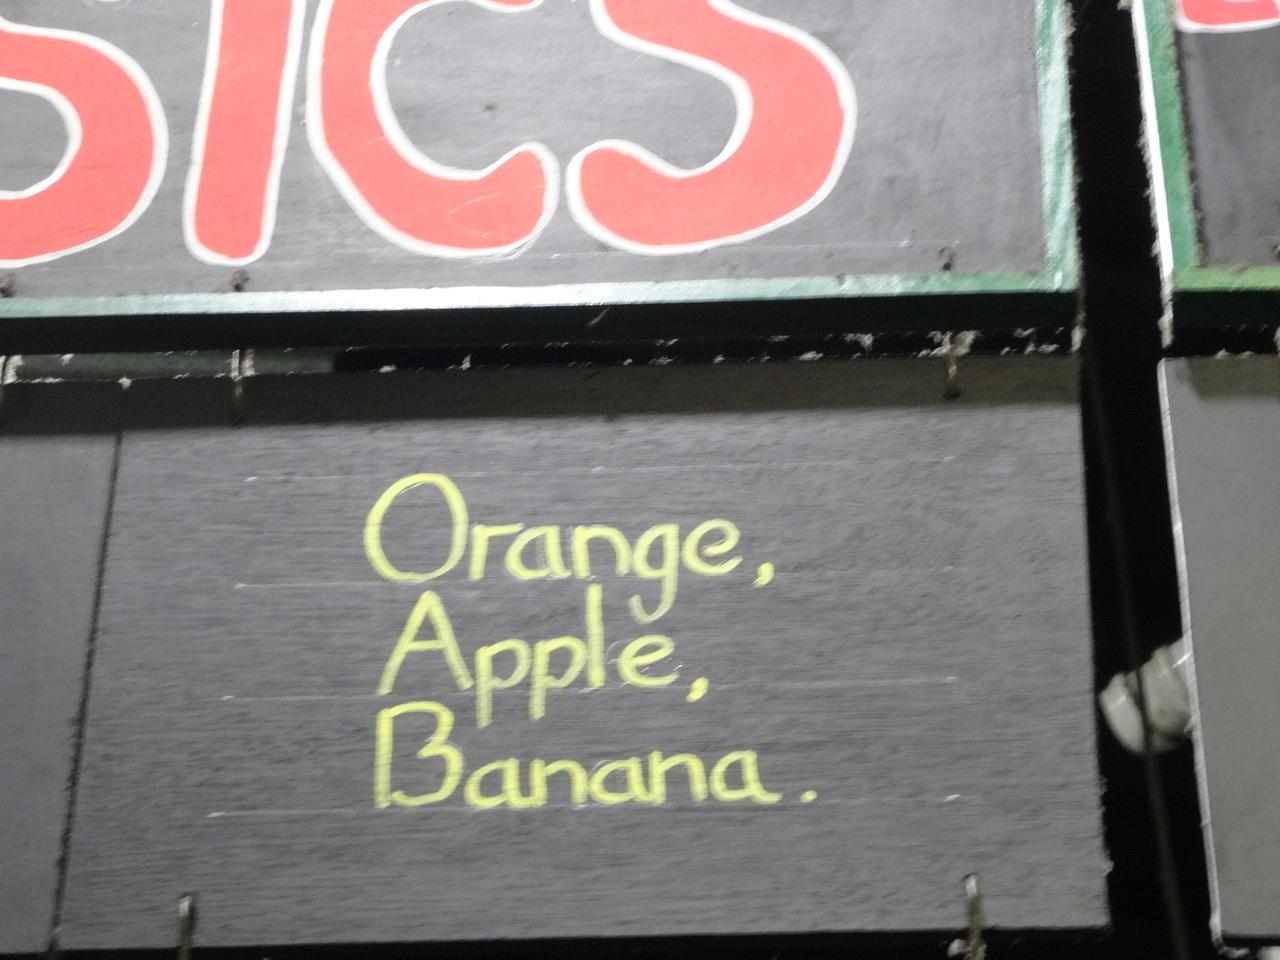 SICS
Orange,
Apple,
Banana.